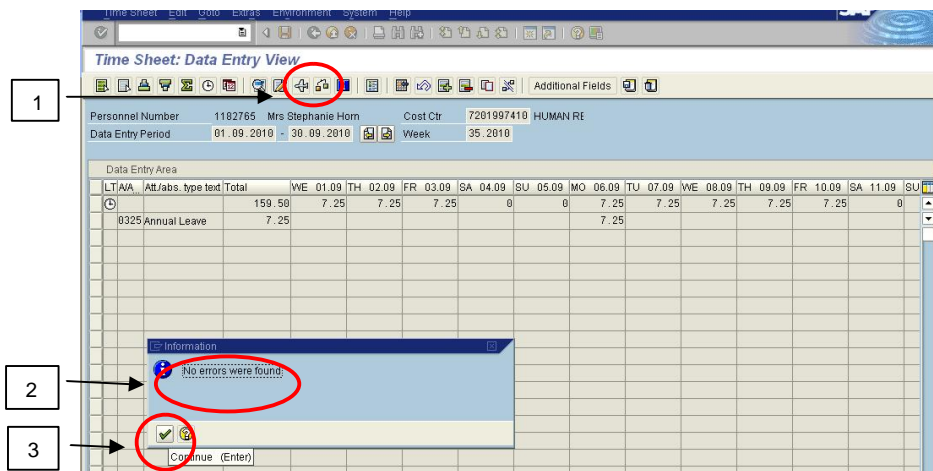 Time Sheet Edit Goto Extras Environment System Help
Time Sheet: Data Entry View
Additional Fields
1
Personnel Number 1182765 Mrs Stephanie Horn Cost Ctr 7201997410 HUMAN RE
Data Entry Period 01.09.2010 - 30.09.2010 Week 35.2010
Data Entry Area
LT A/A Att./abs. type text Total WE 01.09 TH 02.09 FR 03.09 SA 04.09 SU 05.09 MO 06.09 TU 07.09 WE 08.09 TH 09.09 FR 10.09 SA 11.09 SU
159.50 7.25 7.25 7.25 0 0 7.25 7.25 7.25 7.25 7.25 0
0325 Annual Leave 7.25 7.25
Information
No errors were found
2
3
Continue (Enter)